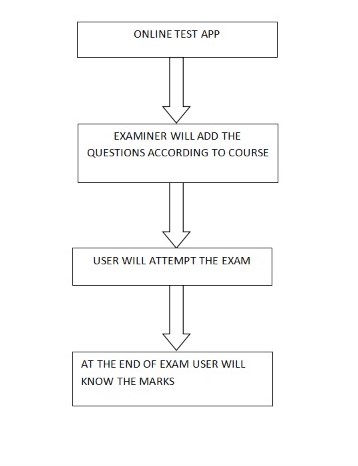 ONLINE TEST APP
EXAMINER WILL ADD THE
QUESTIONS ACCORDING TO COURSE
USER WILL ATTEMPT THE EXAM
AT THE END OF EXAM USER WILL
KNOW THE MARKS